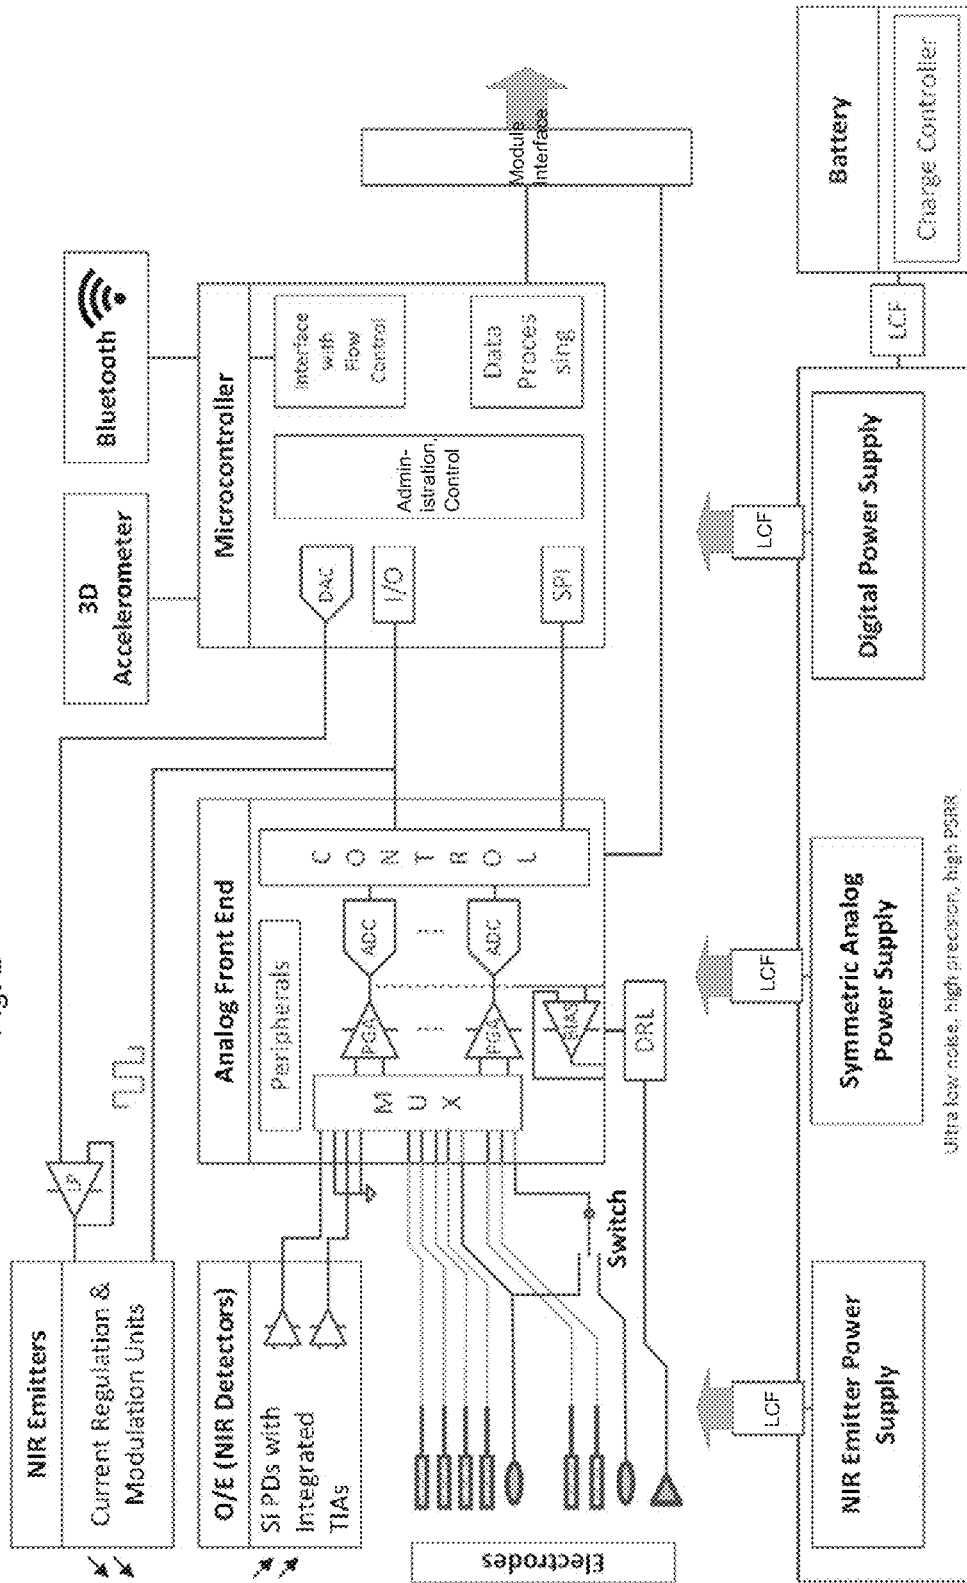 NIR Emitters
Current Regulation &
Modulation Units
LP
3D
Accelerometer
Bluetooth
O/E (NIR Detectors)
Si PDs with
Integrated
TIAs
Analog Front End
Peripherals
MUX
PGA
ADC
PGA
ADC
BIAS
CONTROL
DRL
Microcontroller
DAC
I/O
SPI
Admin-
istration,
Control
Interface
with
Flow
Control
Data
Proces
sing
Module
Interface
Electrodes
Switch
LCF
LCF
LCF
LCF
NIR Emitter Power
Supply
Symmetric Analog
Power Supply
Digital Power Supply
Battery
Charge Controller
Ultra low noise, high precision, high PSRR